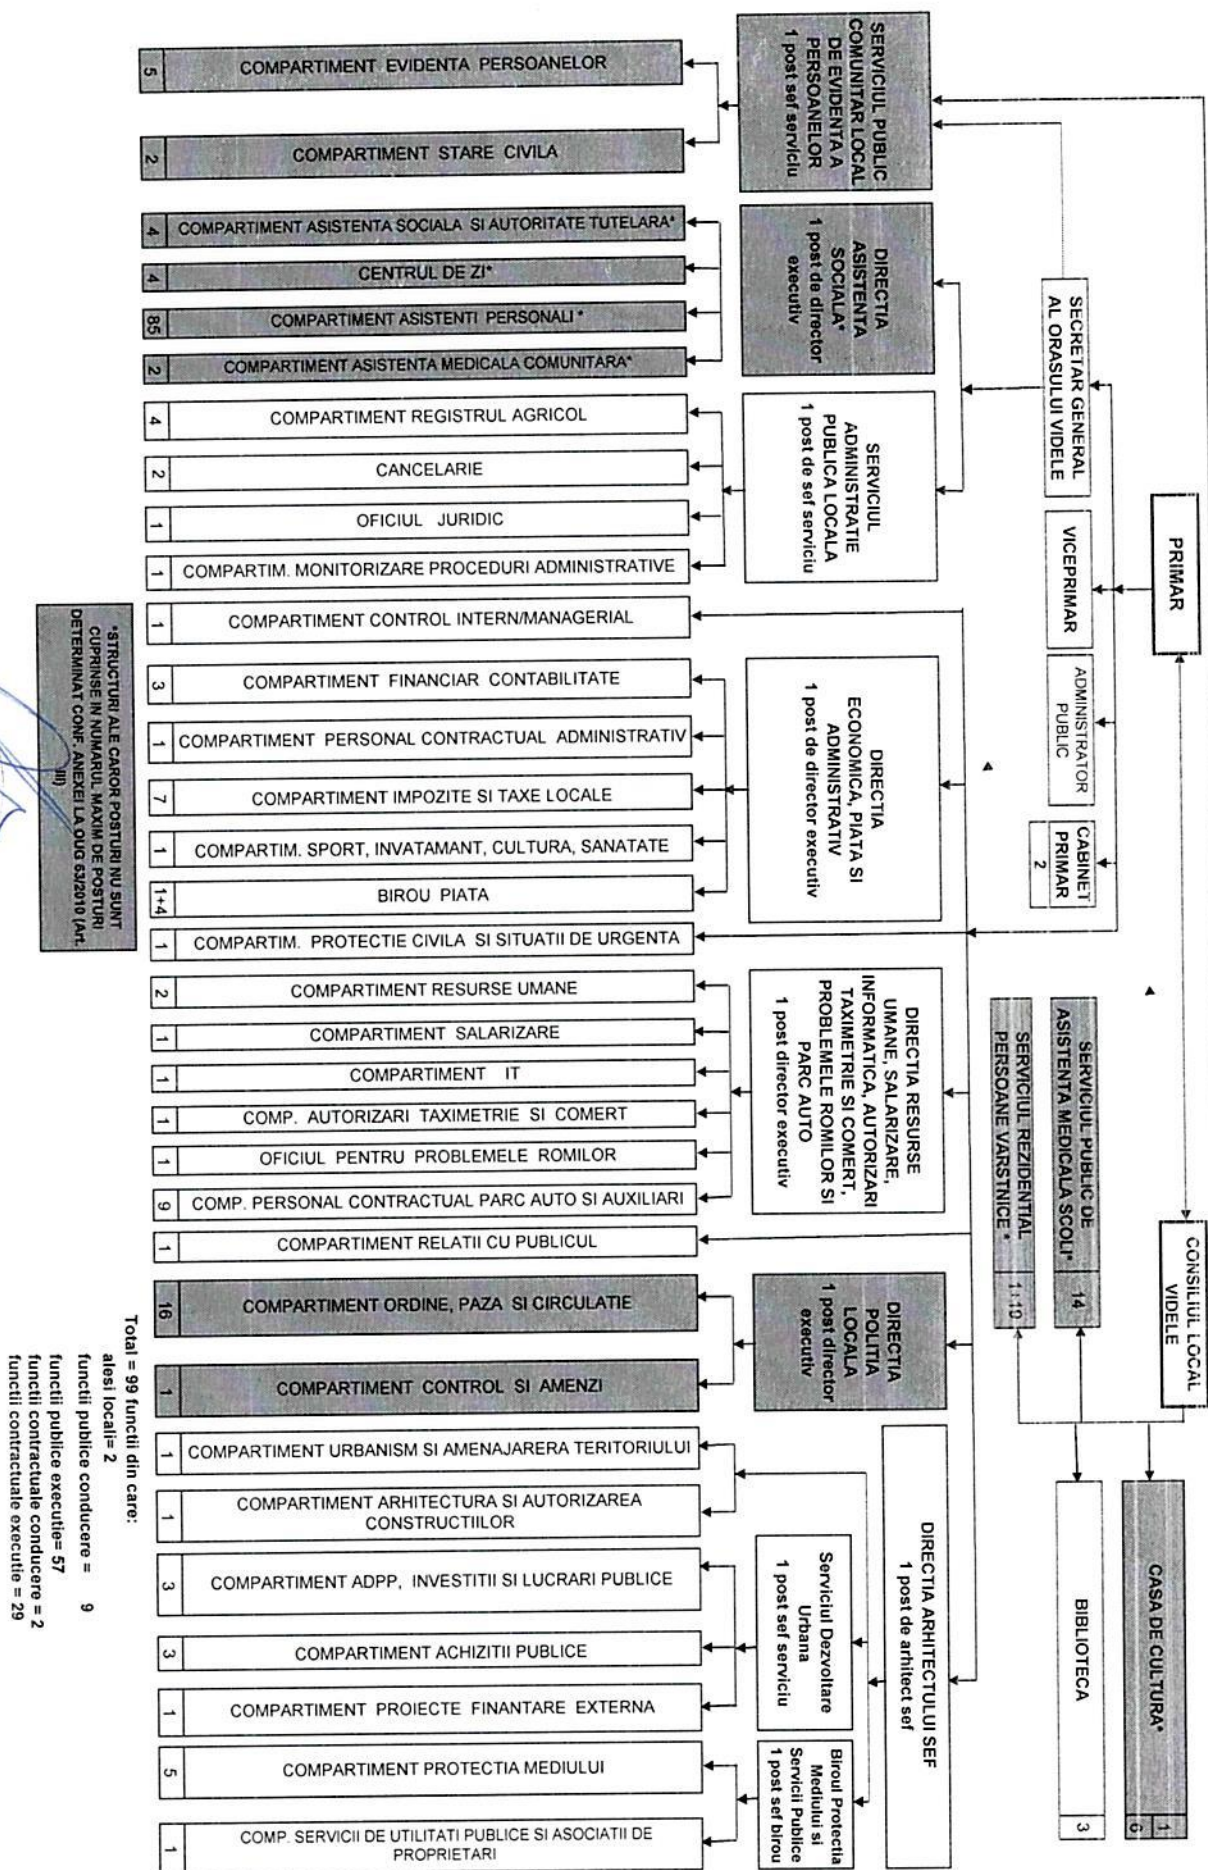 PRIMAR
CONSILIUL LOCAL
VIDELE
SECRETAR GENERAL
AL ORASULUI VIDELE
VICEPRIMAR
ADMINISTRATOR
PUBLIC
CABINET
PRIMAR
2
SERVICIUL PUBLIC DE
ASISTENTA MEDICALA SCOLI*
14
SERVICIUL REZIDENTIAL
PERSOANE VARSTNICE *
CASA DE CULTURA*
1
6
BIBLIOTECA
3
SERVICIUL PUBLIC
COMUNITAR LOCAL
DE EVIDENTA A
PERSOANELOR
1 post sef serviciu
DIRECTIA
ASISTENTA
SOCIALA*
1 post de director
executiv
SERVICIUL
ADMINISTRATIE
PUBLICA LOCALA
1 post de sef serviciu
DIRECTIA
ECONOMICA, PIATA SI
ADMINISTRATIV
1 post de director executiv
DIRECTIA RESURSE
UMANE, SALARIZARE,
INFORMATICA, AUTORIZARI
TAXIMETRIE SI COMERT,
PROBLEMELE ROMILOR SI
PARC AUTO
1 post director executiv
DIRECTIA
POLITIA
LOCALA
1 post director
executiv
DIRECTIA ARHITECTULUI SEF
1 post de arhitect sef
Serviciul Dezvoltare
Urbana
1 post sef serviciu
Biroul Protectia
Mediului si
Servicii Publice
1 post sef birou
COMPARTIMENT EVIDENTA PERSOANELOR
5
COMPARTIMENT STARE CIVILA
2
COMPARTIMENT ASISTENTA SOCIALA SI AUTORITATE TUTELARA*
4
CENTRUL DE ZI*
4
COMPARTIMENT ASISTENTI PERSONALI *
85
COMPARTIMENT ASISTENTA MEDICALA COMUNITARA*
2
COMPARTIMENT REGISTRUL AGRICOL
4
CANCELARIE
2
OFICIUL JURIDIC
1
COMPARTIM. MONITORIZARE PROCEDURI ADMINISTRATIVE
1
COMPARTIMENT CONTROL INTERN/MANAGERIAL
1
COMPARTIMENT FINANCIAR CONTABILITATE
3
COMPARTIMENT PERSONAL CONTRACTUAL ADMINISTRATIV
1
COMPARTIMENT IMPOZITE SI TAXE LOCALE
7
COMPARTIM. SPORT, INVATAMANT, CULTURA, SANATATE
1
BIROU PIATA
1+4
COMPARTIM. PROTECTIE CIVILA SI SITUATII DE URGENTA
1
COMPARTIMENT RESURSE UMANE
2
COMPARTIMENT SALARIZARE
1
COMPARTIMENT IT
1
COMP. AUTORIZARI TAXIMETRIE SI COMERT
1
OFICIUL PENTRU PROBLEMELE ROMILOR
1
COMP. PERSONAL CONTRACTUAL PARC AUTO SI AUXILIARI
9
COMPARTIMENT RELATII CU PUBLICUL
1
COMPARTIMENT ORDINE, PAZA SI CIRCULATIE
16
COMPARTIMENT CONTROL SI AMENZI
1
COMPARTIMENT URBANISM SI AMENAJARERA TERITORIULUI
1
COMPARTIMENT ARHITECTURA SI AUTORIZAREA
CONSTRUCTIILOR
1
COMPARTIMENT ADPP, INVESTITII SI LUCRARI PUBLICE
3
COMPARTIMENT ACHIZITII PUBLICE
3
COMPARTIMENT PROIECTE FINANTARE EXTERNA
1
COMPARTIMENT PROTECTIA MEDIULUI
5
COMP. SERVICII DE UTILITATI PUBLICE SI ASOCIATII DE
PROPRIETARI
1
*STRUCTURI ALE CAROR POSTURI NU SUNT
CUPRINSE IN NUMARUL MAXIM DE POSTURI
DETERMINAT CONF. ANEXEI LA OUG 63/2010 (Art.
III)
Total = 99 functii din care:
alesi locali= 2
functii publice conducere = 9
functii publice executie= 57
functii contractuale conducere = 2
functii contractuale executie = 29